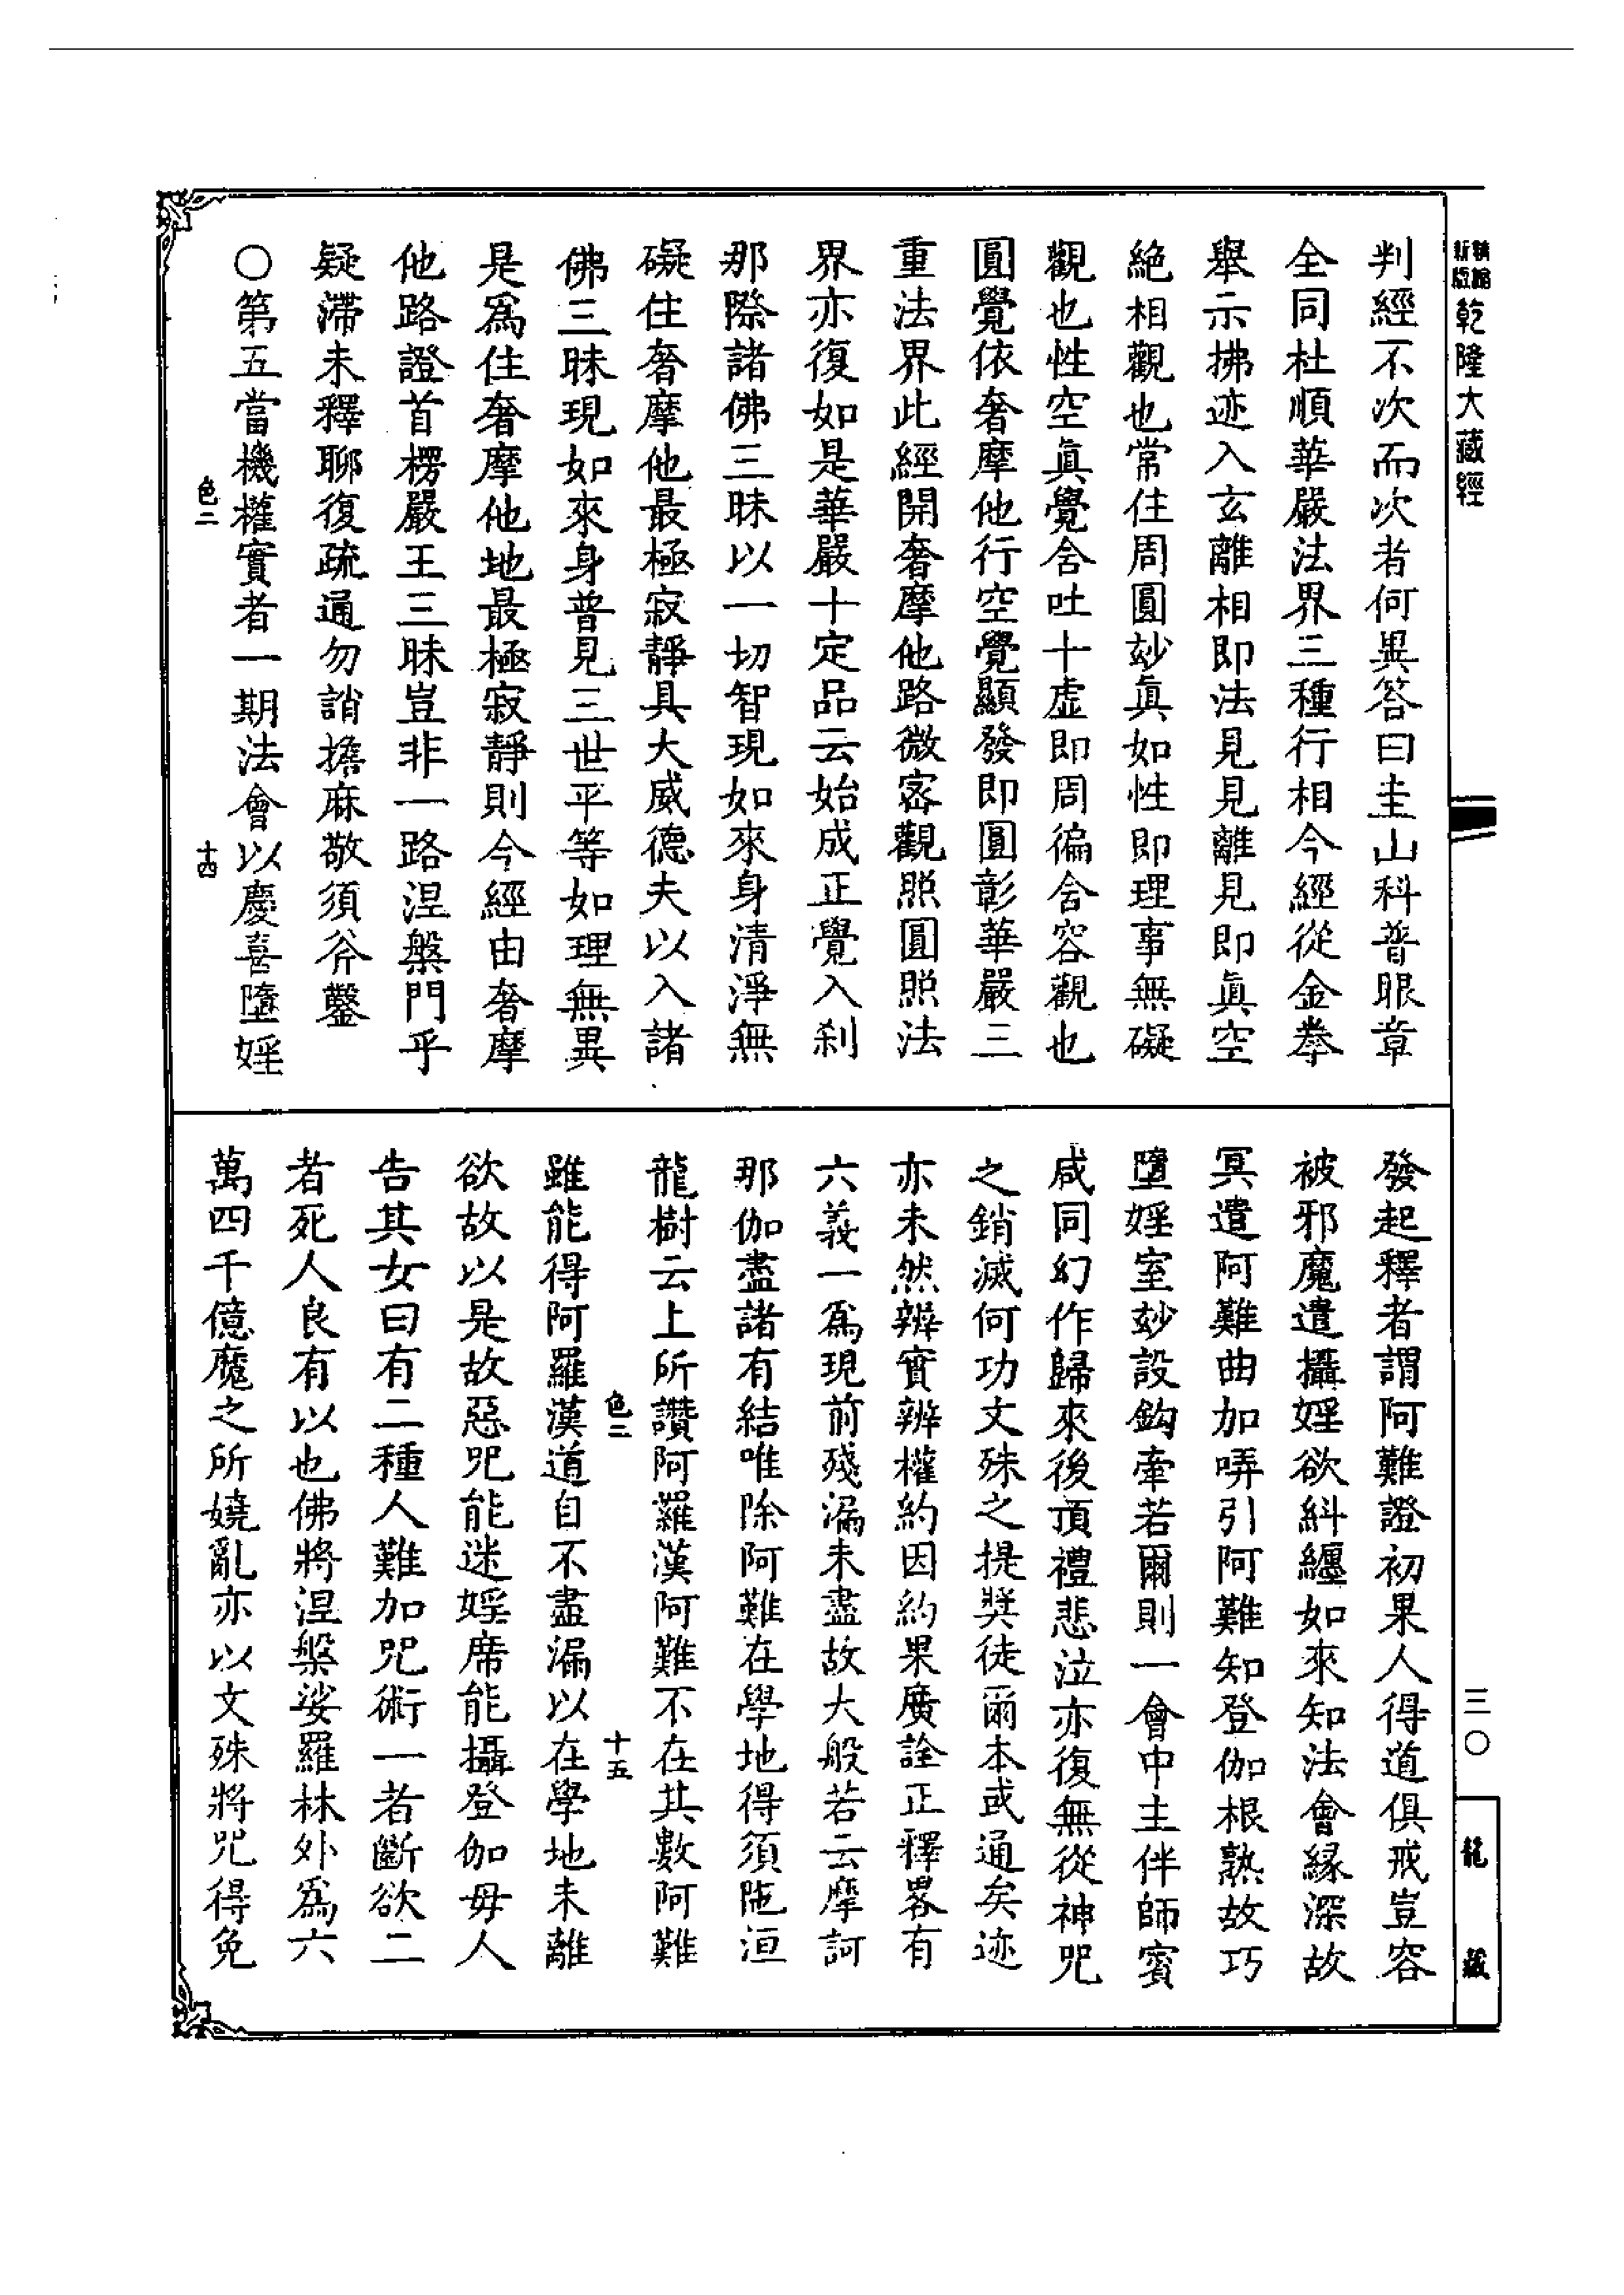 新編縮版乾隆大藏經
判經不次而次者何異答曰圭山科普眼章
全同杜順華嚴法界三種行相今經從金拳
舉示拂迹入玄離相即法見見離見即眞空
絶相觀也常住周圓妙眞如性即理事無礙
觀也性空眞覺含吐十虛即周徧含容觀也
圓覺依奢摩他行空覺顯發即圓彰華嚴三
重法界此經開奢摩他路微密觀照圓照法
界亦復如是華嚴十定品云始成正覺入刹
那際諸佛三昧以一切智現如來身清淨無
礙住奢摩他最極寂靜具大威德夫以入諸
佛三昧現如來身普見三世平等如理無異
是爲住奢摩他地最極寂靜則今經由奢摩
他路證首楞嚴王三昧豈非一路涅槃門乎
疑滯未釋聊復疏通勿誚擔麻敬須斧鑿
○第五當機權實者一期法會以慶喜墮婬
色二
十四
發起釋者謂阿難證初果人得道俱戒豈容
被邪魔遣攝婬欲糾纏如來知法會緣深故
冥遣阿難曲加哢引阿難知登伽根熟故巧
墮婬室妙設鈎牽若爾則一會中主伴師賓
咸同幻作歸來後頂禮悲泣亦復無從神咒
之銷滅何功文殊之提獎徒爾本或通矣迹
亦未然辨實辨權約因約果廣詮正釋畧有
六義一爲現前殘漏未盡故大般若云摩訶
那伽盡諸有結唯除阿難在學地得須陁洹
龍樹云上所讚阿羅漢阿難不在其數阿難
色二
十五
雖能得阿羅漢道自不盡漏以在學地未離
欲故以是故惡咒能迷婬席能攝登伽毋人
告其女曰有二種人難加咒術一者斷欲二
者死人良有以也佛將涅槃娑羅林外爲六
萬四千億魔之所嬈亂亦以文殊將咒得免
三〇
龍藏